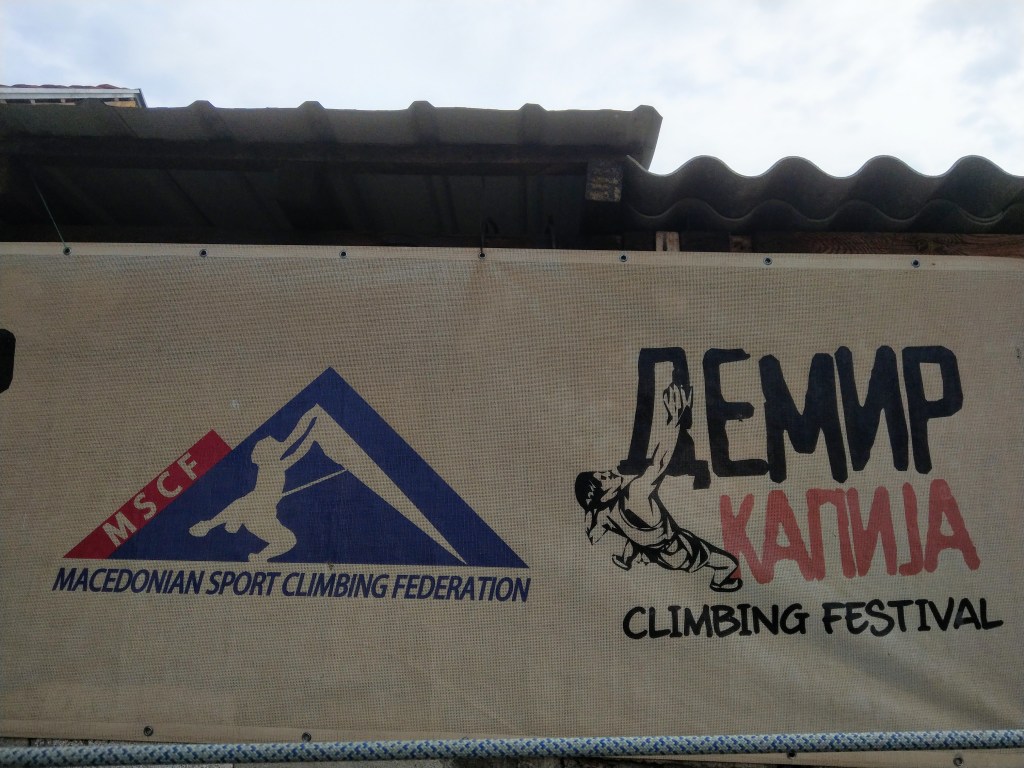 MSCF
MACEDONIAN SPORT CLIMBING FEDERATION
ДЕМИР
КАПИЈА
CLIMBING FESTIVAL